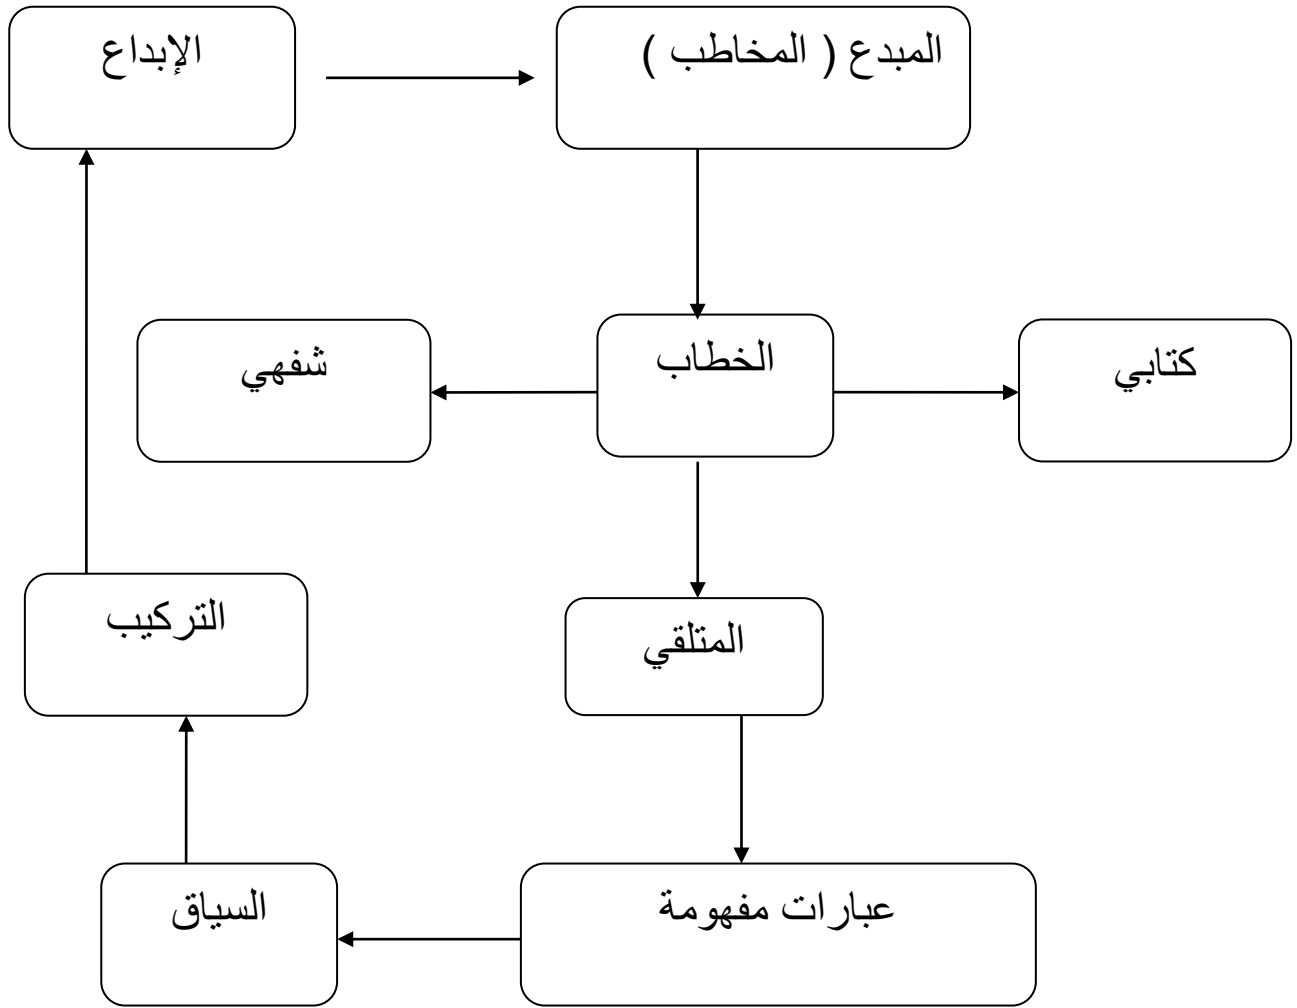 المبدع ( المخاطب )
الإبداع
كتابي
الخطاب
شفهي
المتلقي
التركيب
عبارات مفهومة
السياق